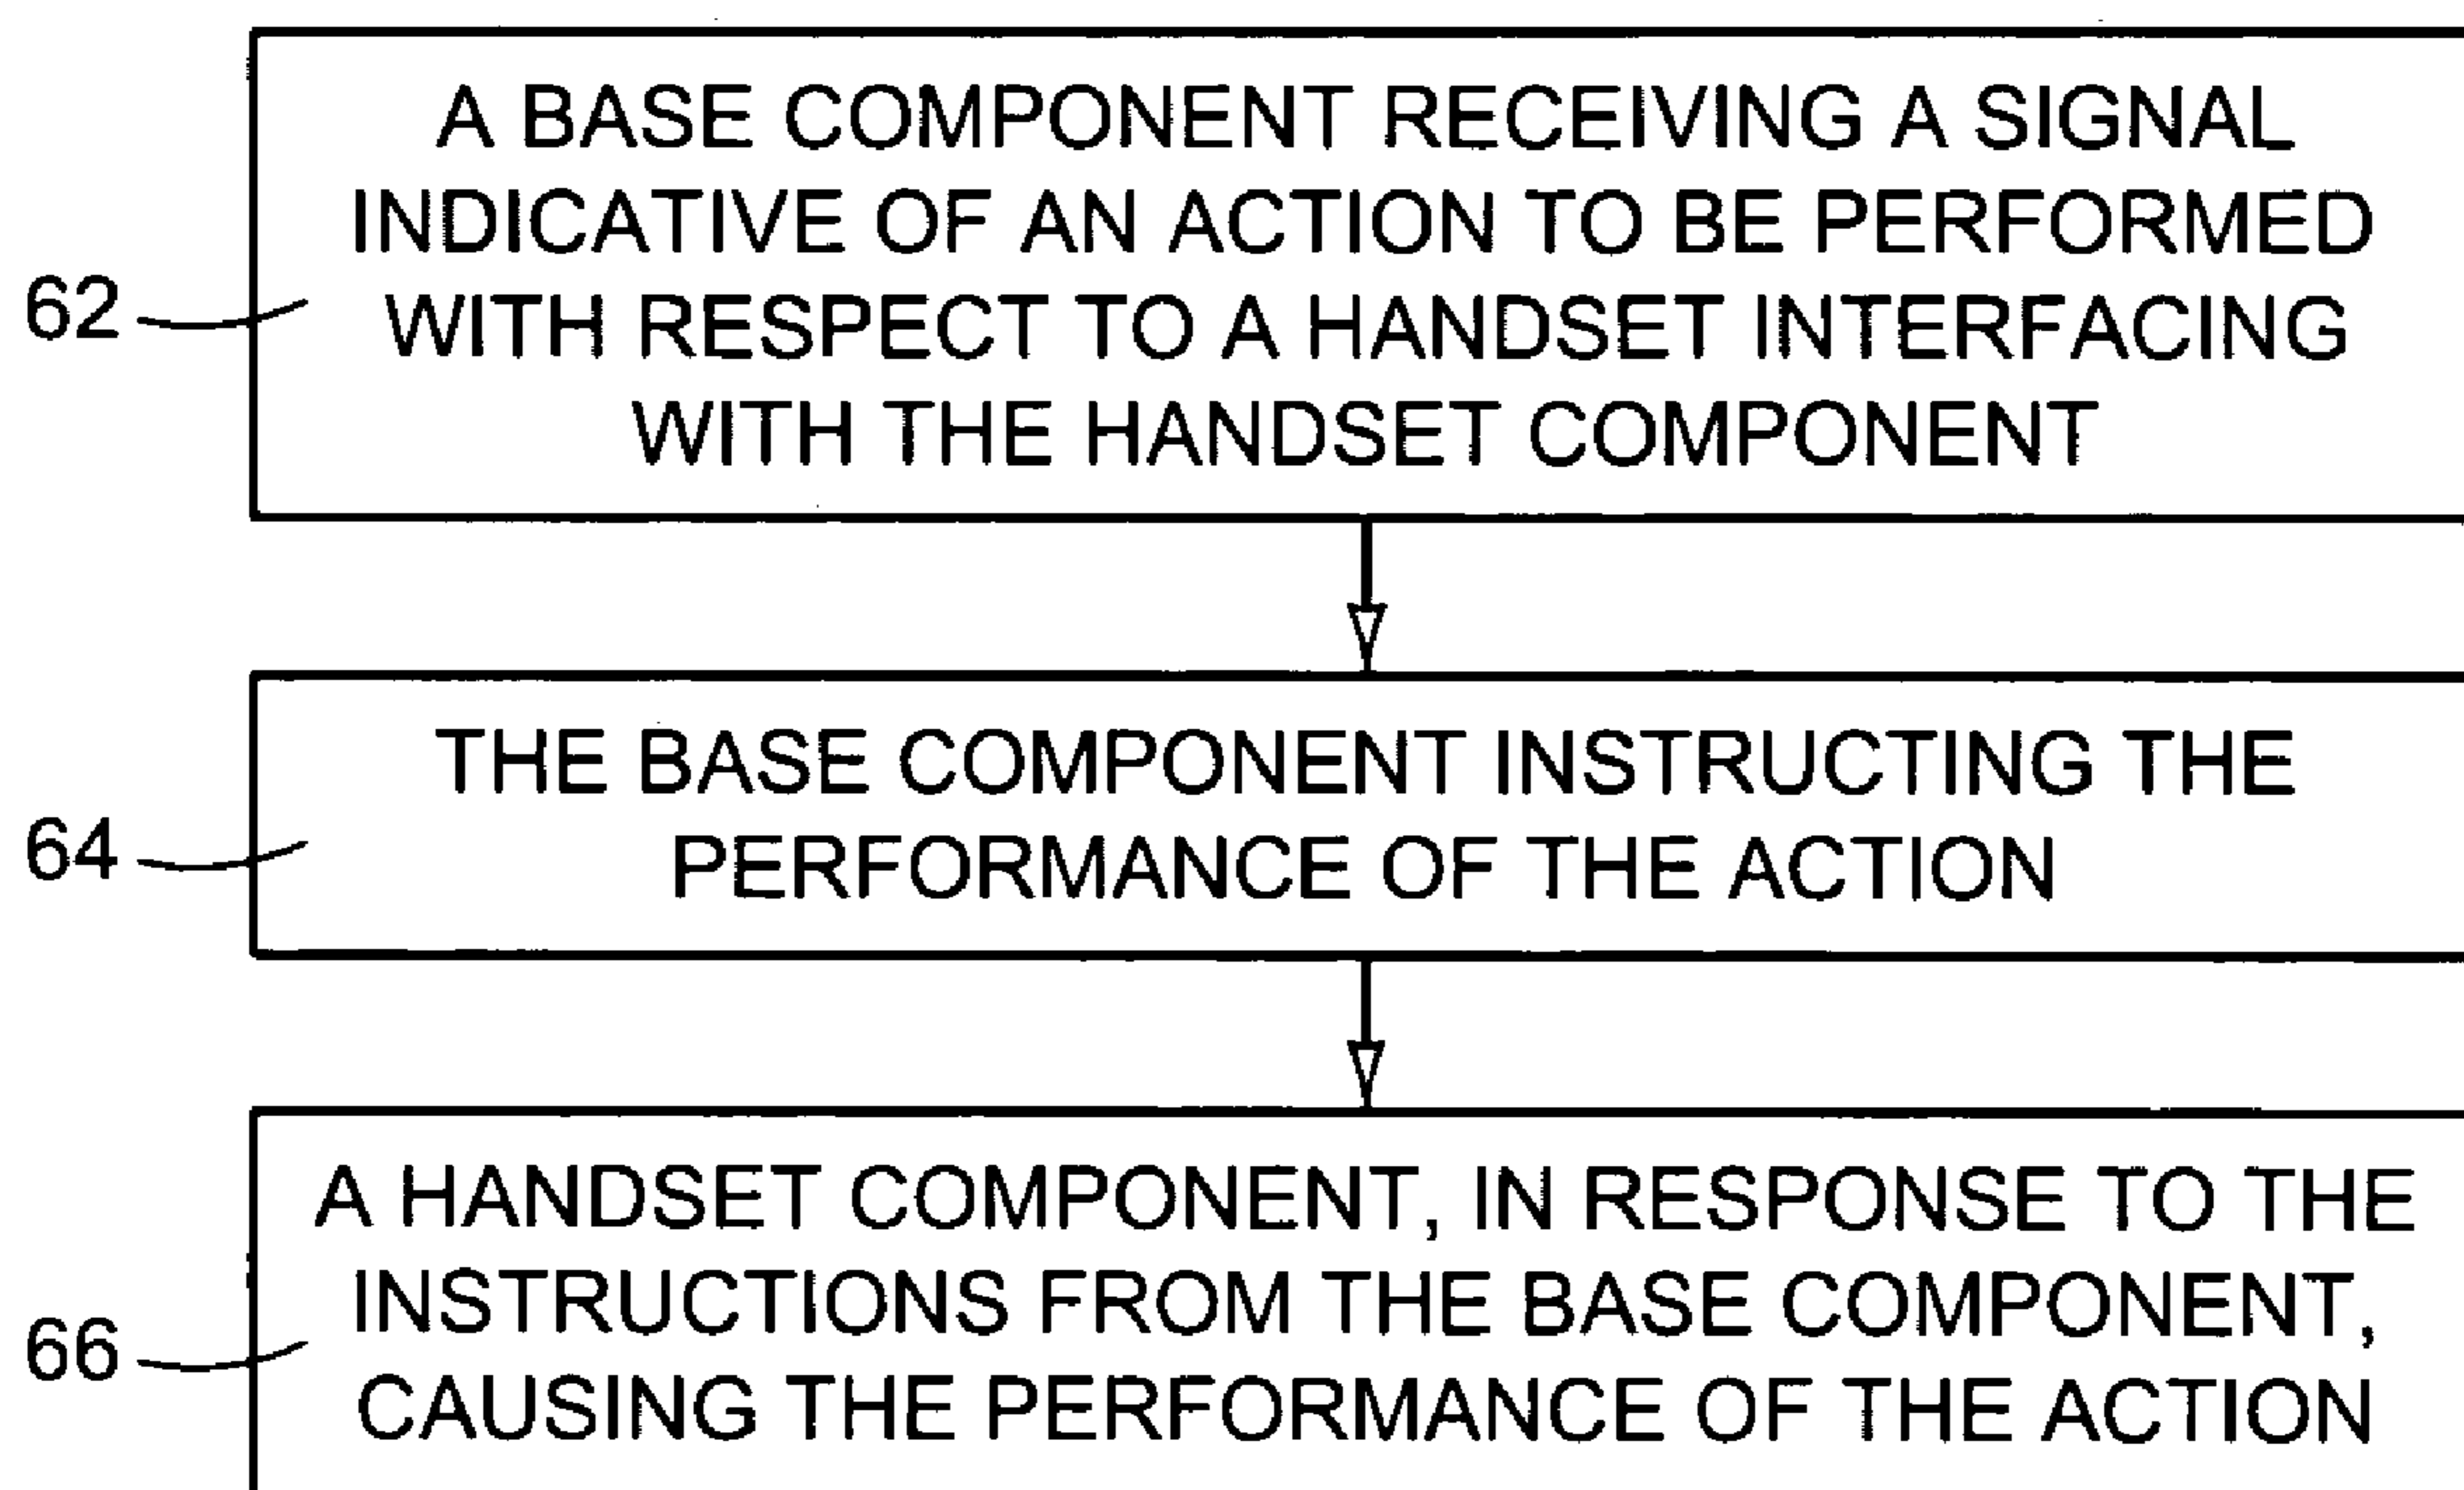 A BASE COMPONENT RECEIVING A SIGNAL
INDICATIVE OF AN ACTION TO BE PERFORMED
WITH RESPECT TO A HANDSET INTERFACING
WITH THE HANDSET COMPONENT
62
THE BASE COMPONENT INSTRUCTING THE
PERFORMANCE OF THE ACTION
64
A HANDSET COMPONENT, IN RESPONSE TO THE
INSTRUCTIONS FROM THE BASE COMPONENT,
CAUSING THE PERFORMANCE OF THE ACTION
66